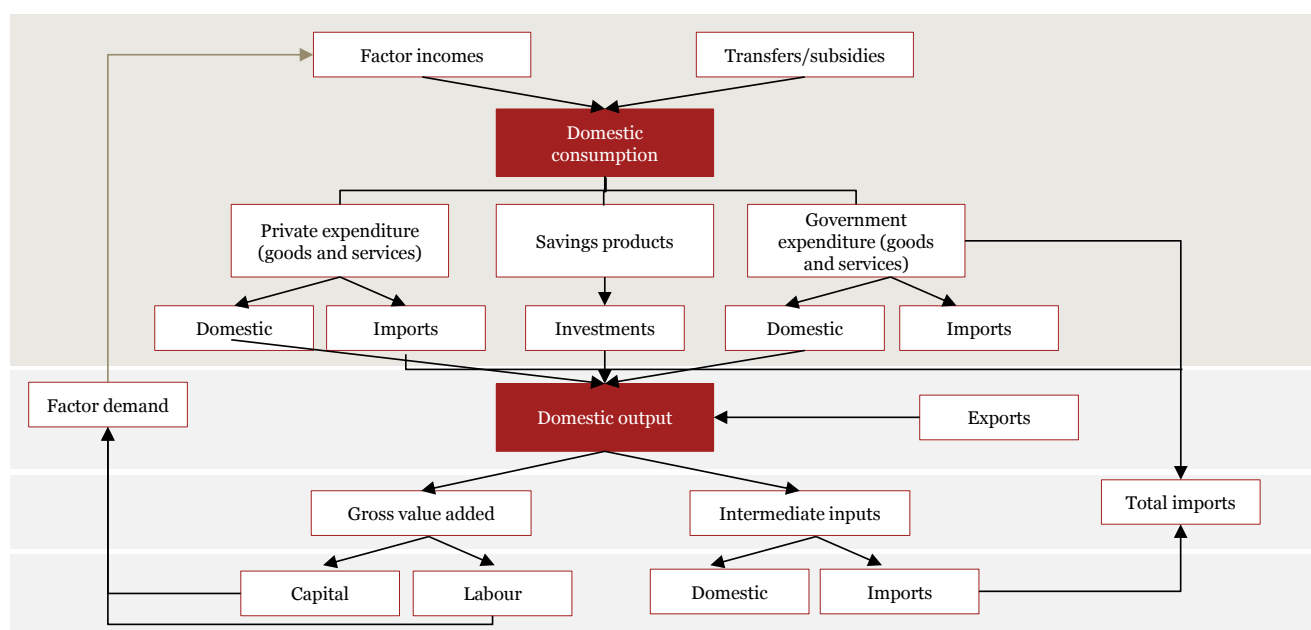 Factor incomes
Transfers/subsidies
Domestic
consumption
Private expenditure
(goods and services)
Savings products
Government
expenditure (goods
and services)
Domestic
Imports
Investments
Domestic
Imports
Factor demand
Domestic output
Exports
Gross value added
Intermediate inputs
Total imports
Capital
Labour
Domestic
Imports